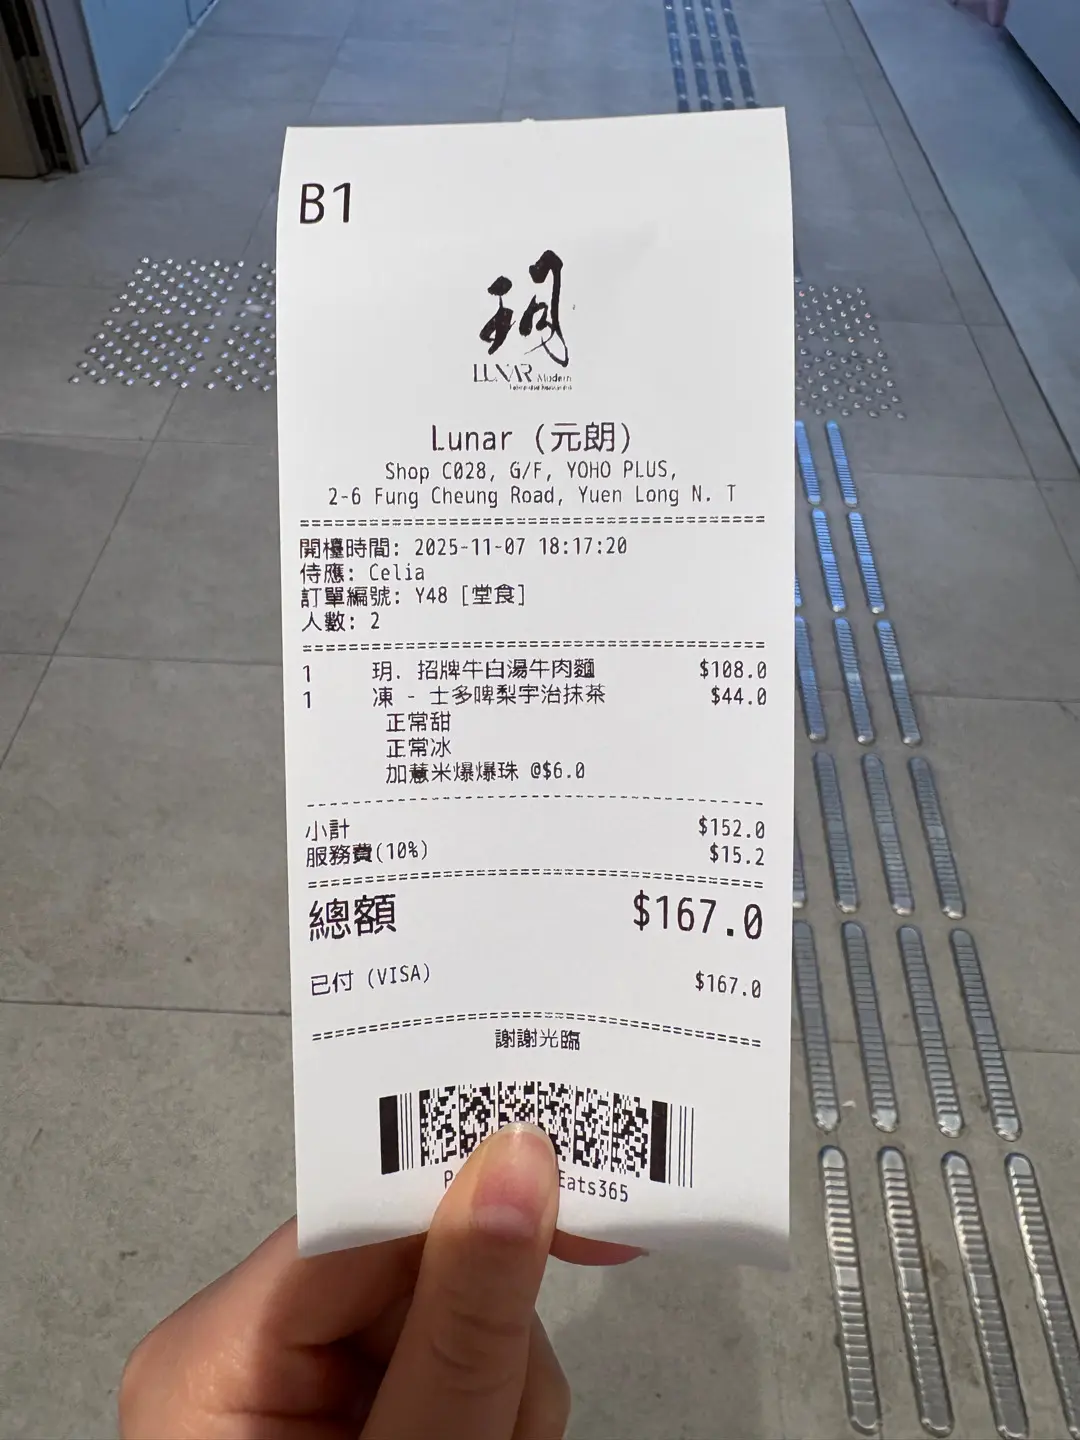 B1
玥
LUNAR Modern
Lunar (元朗)
Shop C028, G/F, YOHO PLUS,
2-6 Fung Cheung Road, Yuen Long N. T
開檯時間: 2025-11-07 18:17:20
侍應: Celia
訂單編號: Y48 [堂食]
人數: 2
1 玥. 招牌牛白湯牛肉麵 $108.0
1 凍 - 士多啤梨宇治抹茶 $44.0
正常甜
正常冰
加薏米爆爆珠 @$6.0
小計 $152.0
服務費(10%) $15.2
總額 $167.0
已付 (VISA) $167.0
謝謝光臨
Eats365